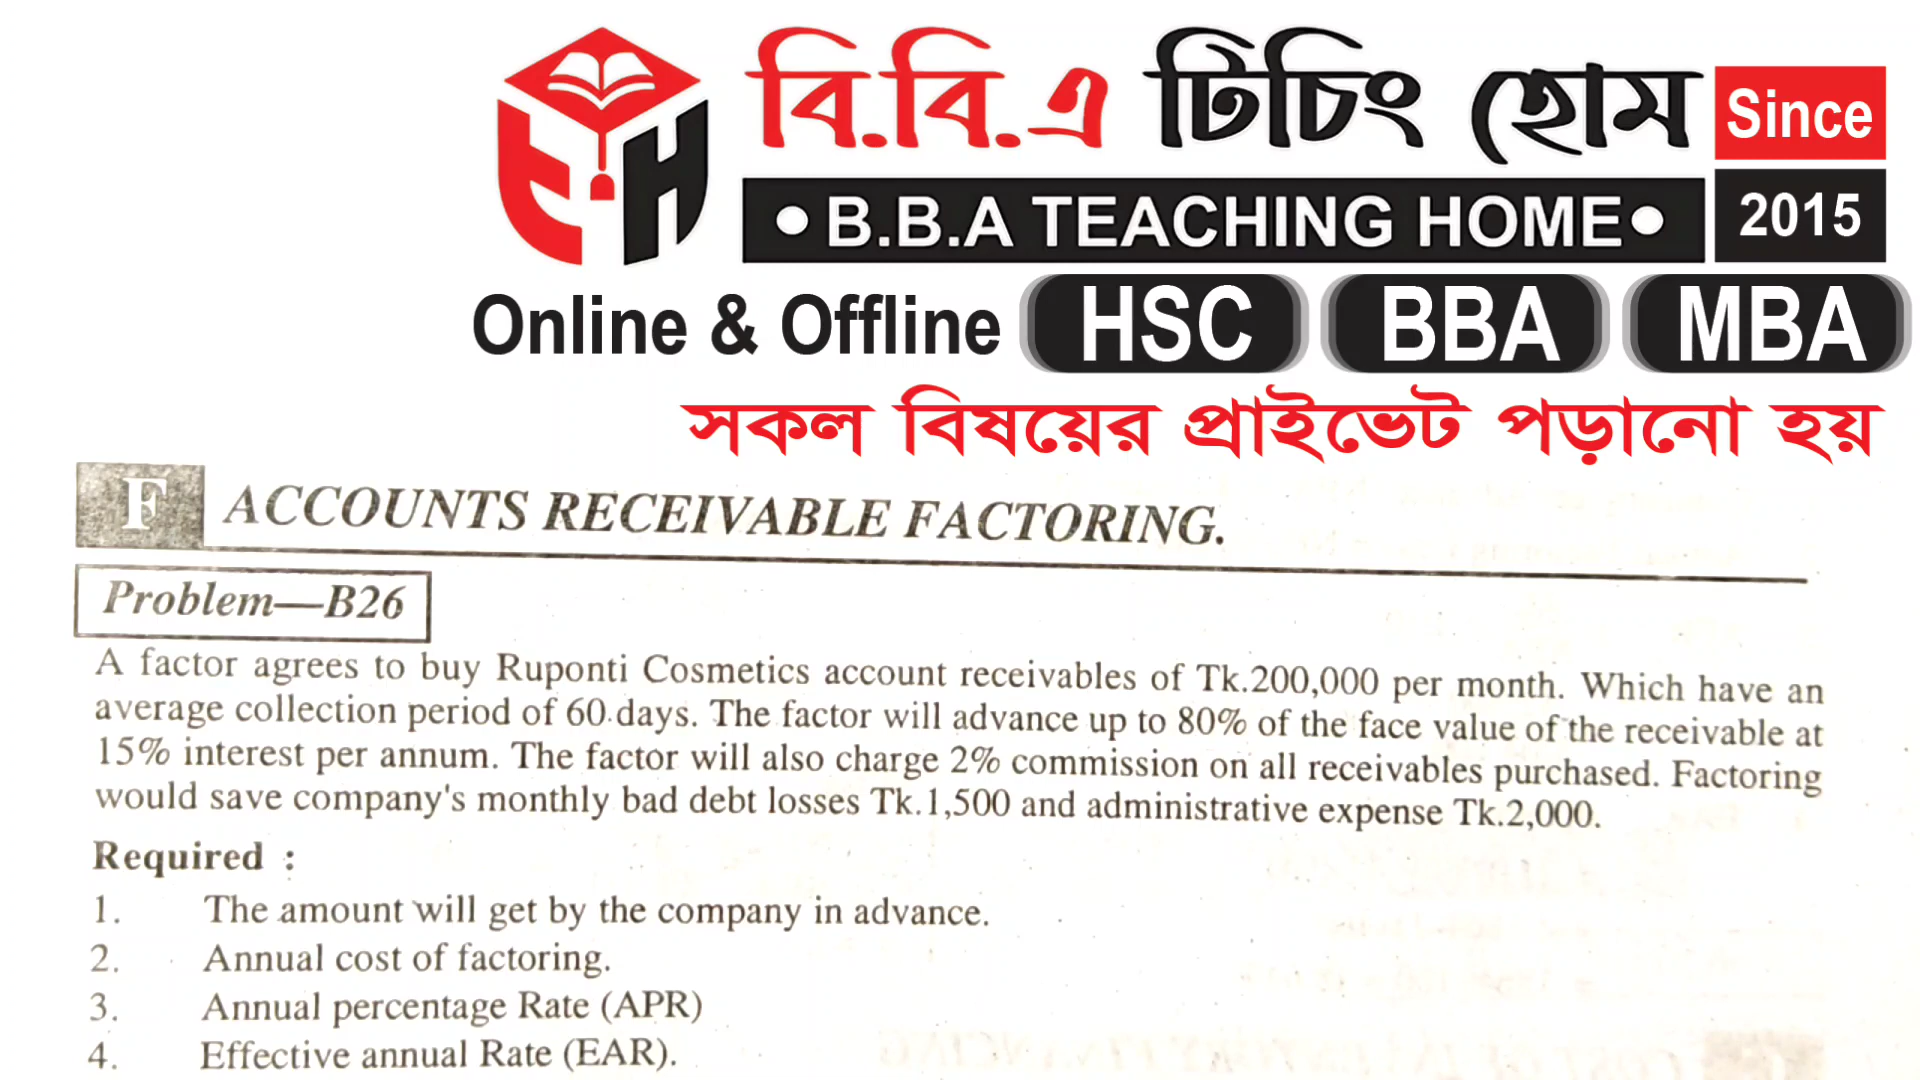 বি.বি.এ টিচিং হোম
Since
2015
• B.B.A TEACHING HOME •
Online & Offline HSC BBA MBA
সকল বিষয়ের প্রাইভেট পড়ানো হয়
F ACCOUNTS RECEIVABLE FACTORING.
Problem—B26
A factor agrees to buy Ruponti Cosmetics account receivables of Tk.200,000 per month. Which have an
average collection period of 60 days. The factor will advance up to 80% of the face value of the receivable at
15% interest per annum. The factor will also charge 2% commission on all receivables purchased. Factoring
would save company's monthly bad debt losses Tk.1,500 and administrative expense Tk.2,000.
Required :
1. The amount will get by the company in advance.
2. Annual cost of factoring.
3. Annual percentage Rate (APR)
4. Effective annual Rate (EAR).